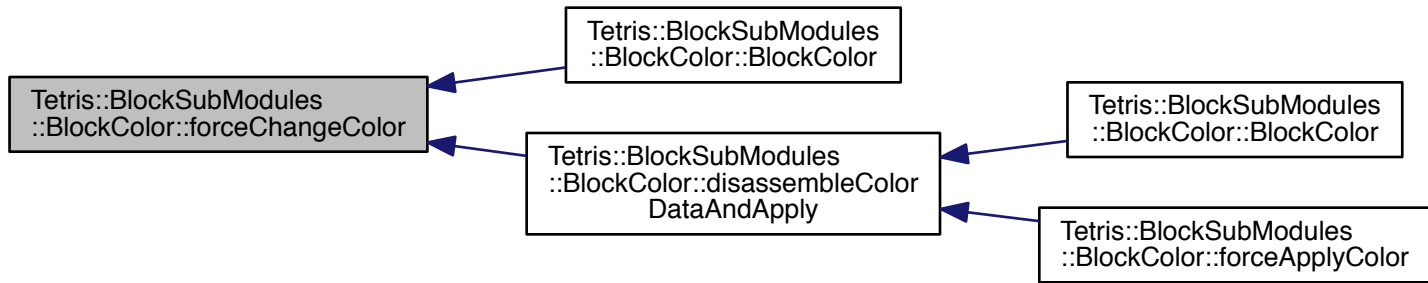 Tetris::BlockSubModules
::BlockColor::forceChangeColor
Tetris::BlockSubModules
::BlockColor::BlockColor
Tetris::BlockSubModules
::BlockColor::disassembleColor
DataAndApply
Tetris::BlockSubModules
::BlockColor::BlockColor
Tetris::BlockSubModules
::BlockColor::forceApplyColor